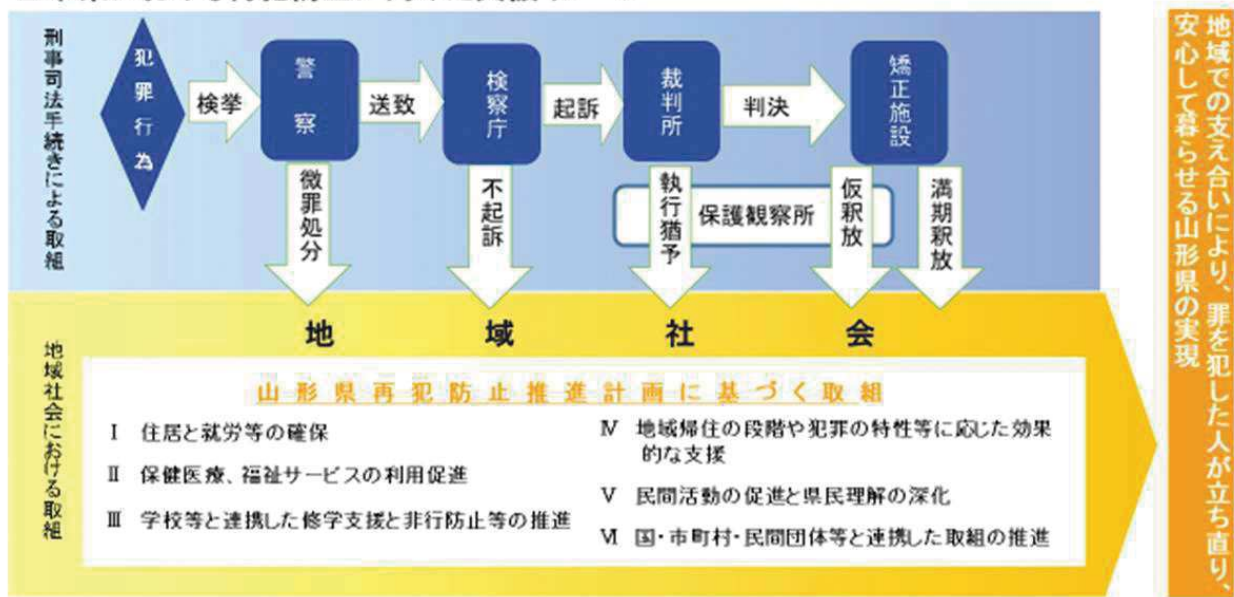 刑事司法手続きによる取組
犯罪行為
検挙
警察
送致
検察庁
起訴
裁判所
判決
矯正施設
微罪処分
不起訴
執行猶予
保護観察所
仮釈放
満期釈放
地域社会における取組
地域社会
山形県再犯防止推進計画に基づく取組
Ⅰ 住居と就労等の確保
Ⅱ 保健医療、福祉サービスの利用促進
Ⅲ 学校等と連携した修学支援と非行防止等の推進
Ⅳ 地域帰住の段階や犯罪の特性等に応じた効果
的な支援
Ⅴ 民間活動の促進と県民理解の深化
Ⅵ 国・市町村・民間団体等と連携した取組の推進
地域での支え合いにより、罪を犯した人が立ち直り、
安心して暮らせる山形県の実現